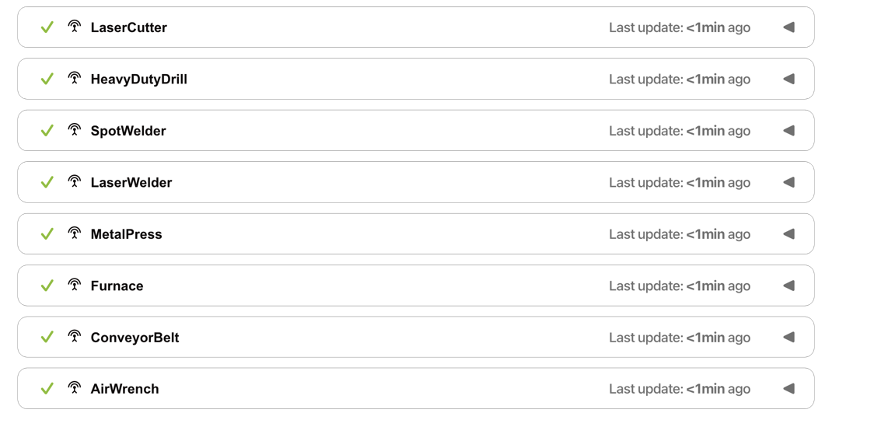 LaserCutter Last update: <1min ago
HeavyDutyDrill Last update: <1min ago
SpotWelder Last update: <1min ago
LaserWelder Last update: <1min ago
MetalPress Last update: <1min ago
Furnace Last update: <1min ago
ConveyorBelt Last update: <1min ago
AirWrench Last update: <1min ago